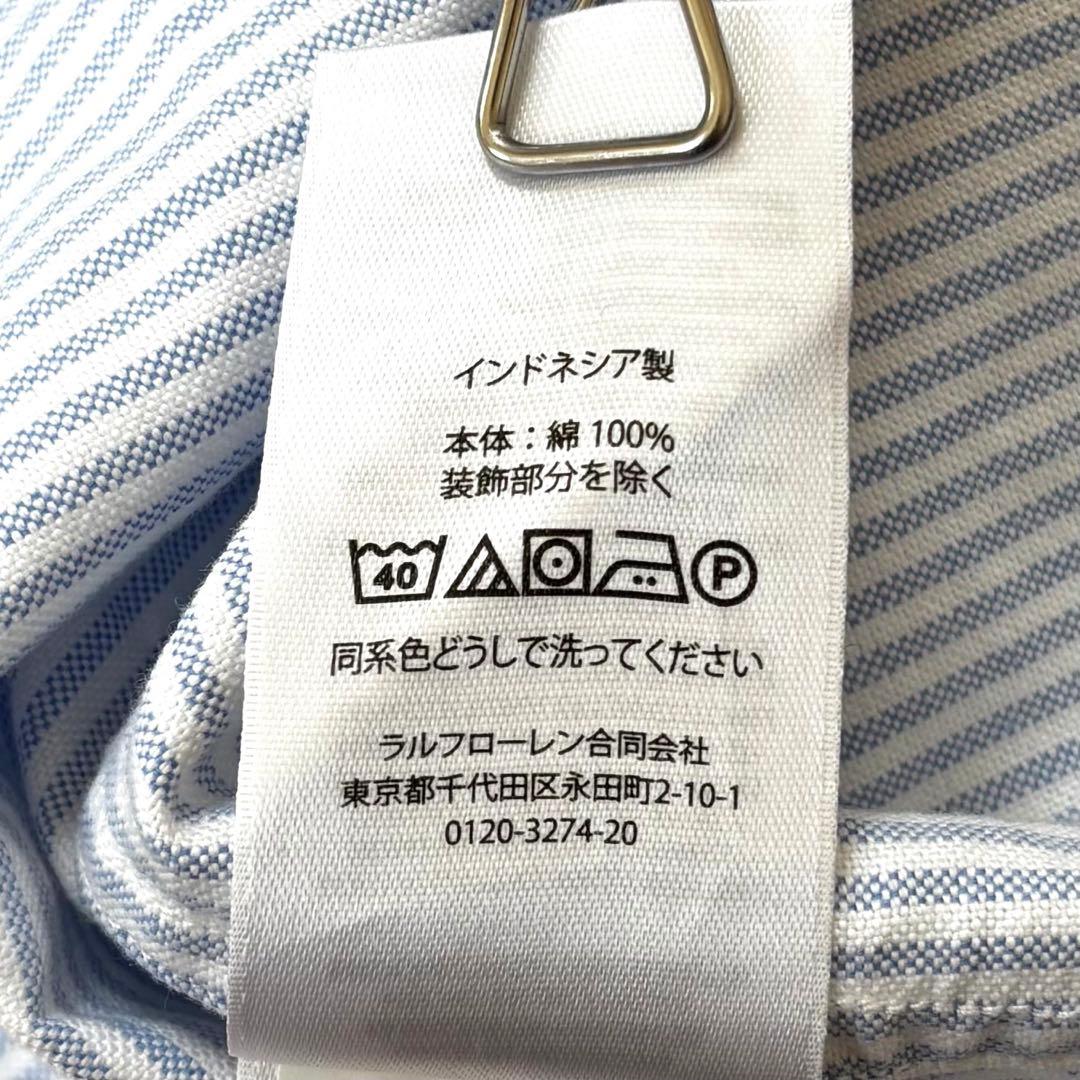 インドネシア製
本体：綿 100%
装飾部分を除く
40 P
同系色どうしで洗ってください
ラルフローレン合同会社
東京都千代田区永田町2-10-1
0120-3274-20